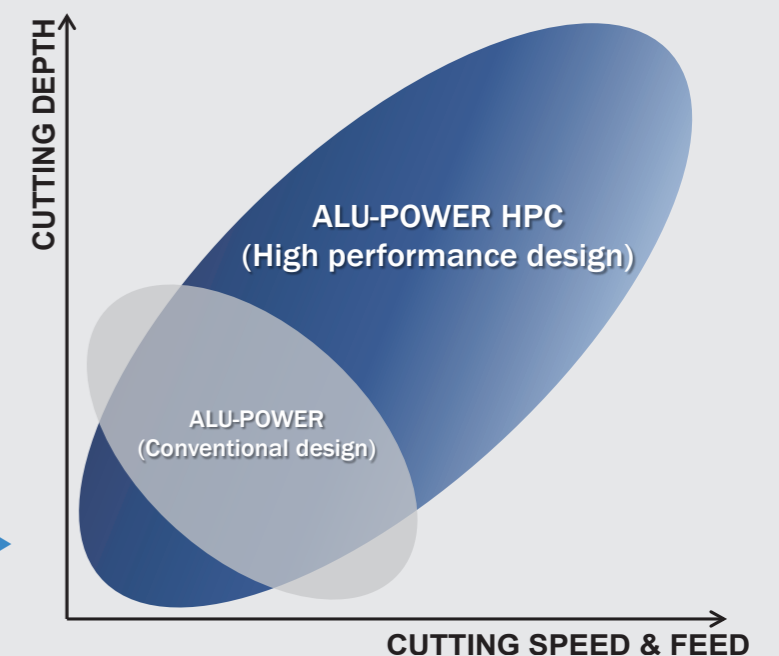 CUTTING DEPTH
ALU-POWER HPC
(High performance design)
ALU-POWER
(Conventional design)
CUTTING SPEED & FEED